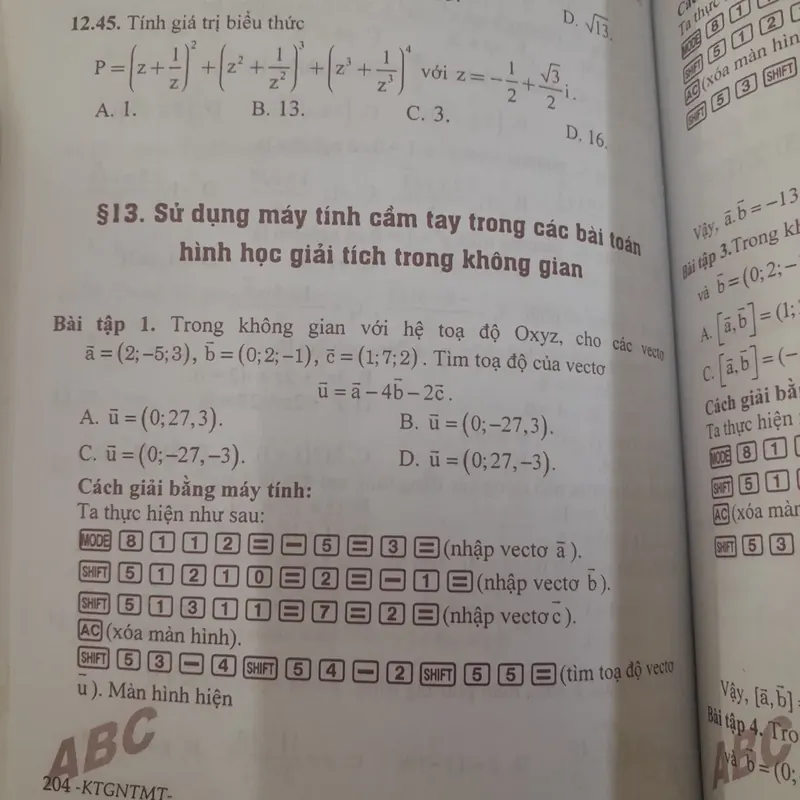 D. √13.
12.45. Tính giá trị biểu thức
P=(z+1/z)²+(z²+1/z²)³+(z³+1/z³)⁴ với z=-1/2+√3/2 i.
A. 1. B. 13. C. 3. D. 16.
§13. Sử dụng máy tính cầm tay trong các bài toán
hình học giải tích trong không gian
Bài tập 1. Trong không gian với hệ toạ độ Oxyz, cho các vectơ
a⃗=(2;-5;3), b⃗=(0;2;-1), c⃗=(1;7;2). Tìm toạ độ của vectơ
u⃗=a⃗-4b⃗-2c⃗.
A. u⃗=(0;27,3). B. u⃗=(0;-27,3).
C. u⃗=(0;-27,-3). D. u⃗=(0;27,-3).
Cách giải bằng máy tính:
Ta thực hiện như sau:
MODE 8 1 1 2 = - 5 = 3 = (nhập vectơ a⃗).
SHIFT 5 1 2 1 0 = 2 = - 1 = (nhập vectơ b⃗).
SHIFT 5 1 3 1 1 = 7 = 2 = (nhập vectơ c⃗).
AC (xóa màn hình).
SHIFT 5 3 - 4 SHIFT 5 4 - 2 SHIFT 5 5 = (tìm toạ độ vectơ
u⃗). Màn hình hiện
ABC
204 -KTGNTMT-
Ta thực
MODE 8 1
SHIFT 5 1 2
AC (xóa màn hìn
SHIFT 5 3 SHIFT
Vậy, a⃗.b⃗=-13
Bài tập 3.Trong kh
và b⃗=(0;2;-
A. [a⃗,b⃗]=(1;
C. [a⃗,b⃗]=(-
Cách giải bằ
Ta thực hiện
MODE 8 1
SHIFT 5 1
AC (xóa màn
SHIFT 5 3
Vậy, [a⃗,b⃗]
Bài tập 4. Tro
và b⃗=(0;
ABC